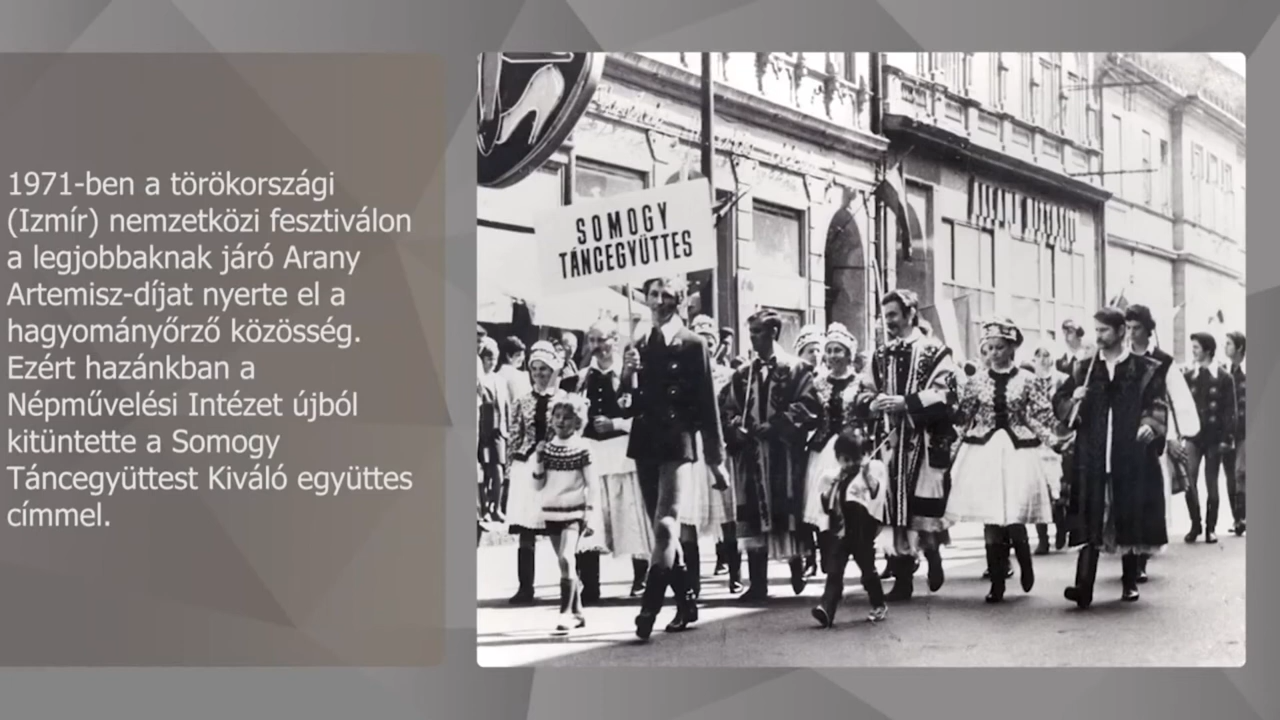 1971-ben a törökországi
(Izmír) nemzetközi fesztiválon
a legjobbaknak járó Arany
Artemisz-díjat nyerte el a
hagyományőrző közösség.
Ezért hazánkban a
Népművelési Intézet újból
kitüntette a Somogy
Táncegyüttest Kiváló együttes
címmel.
SOMOGY
TÁNCEGYÜTTES